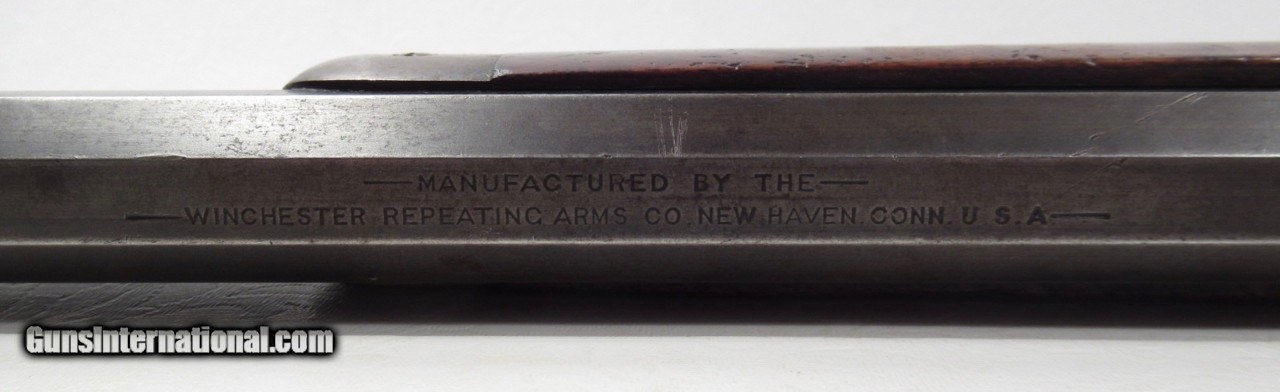 —MANUFACTURED BY THE—
—WINCHESTER REPEATING ARMS CO. NEW HAVEN. CONN. U.S.A—
GunsInternational.com